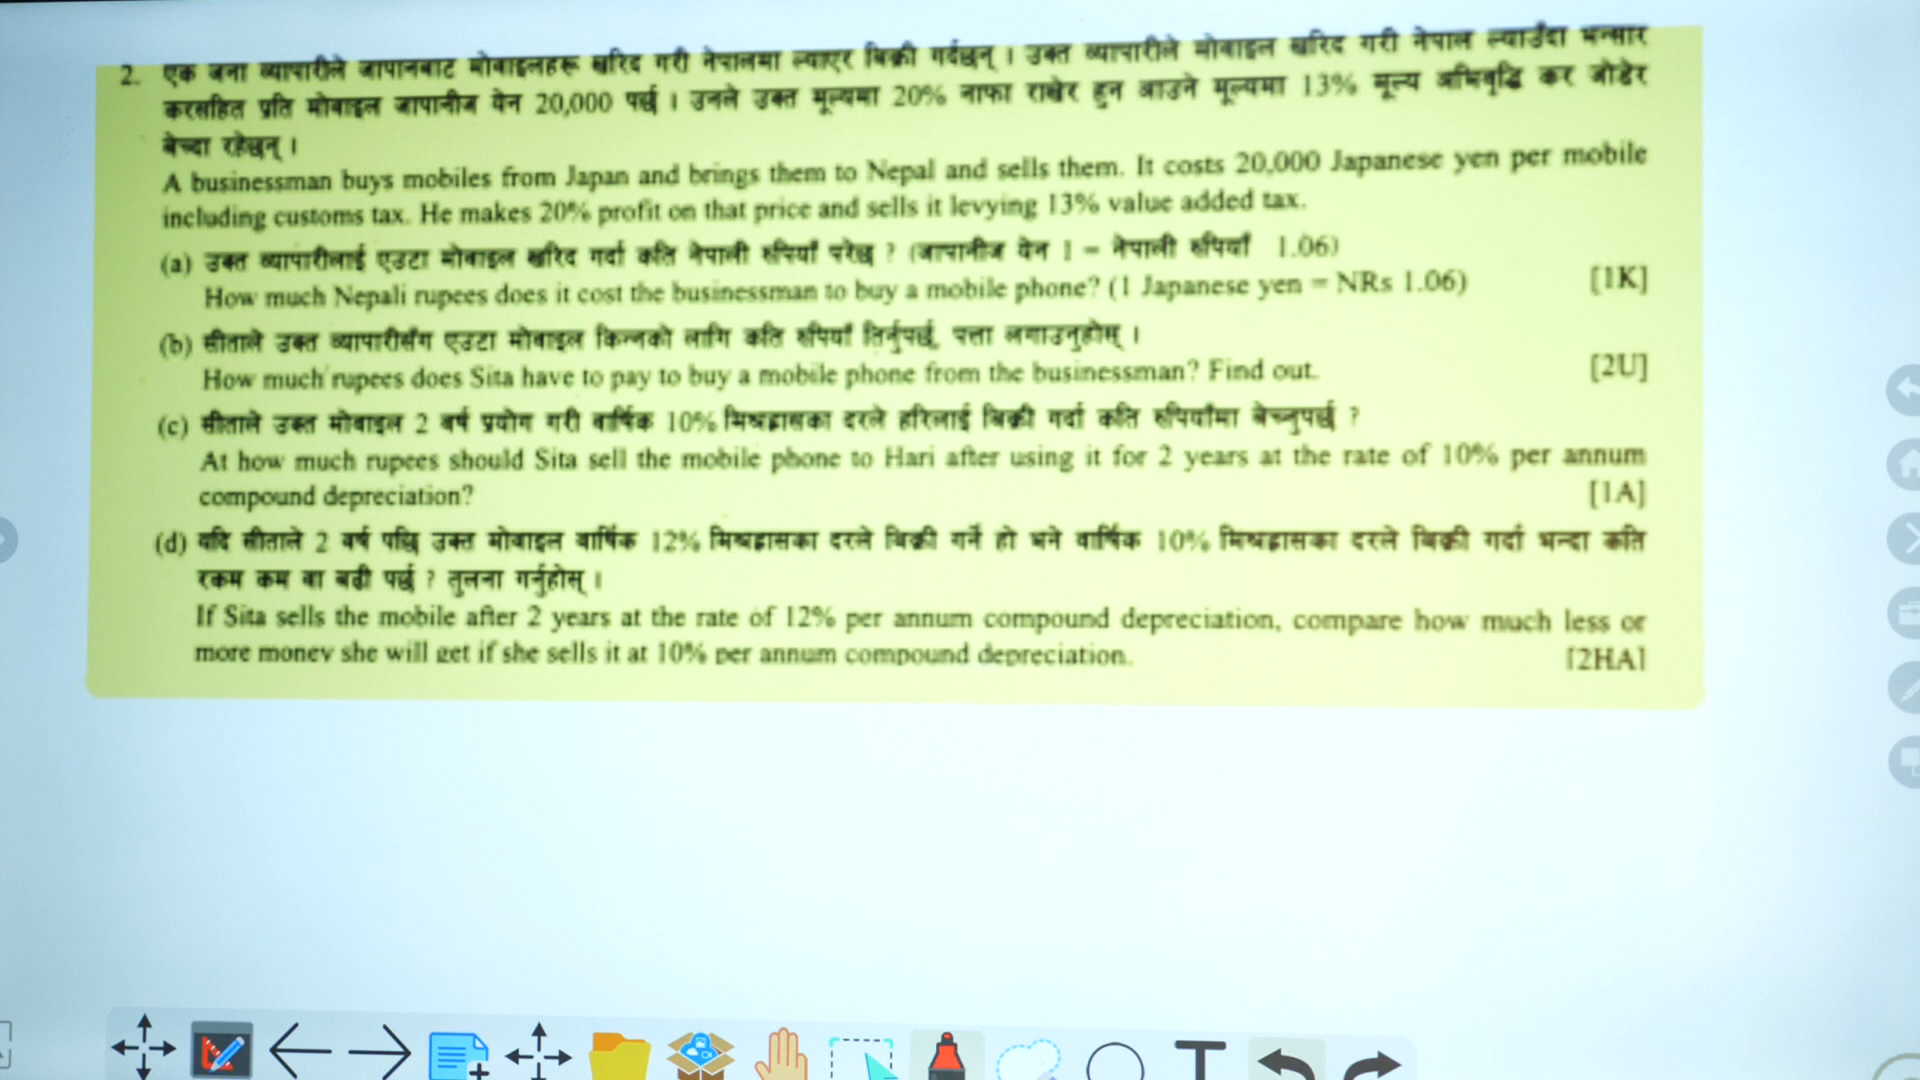 2. एक जना व्यापारीले जापानबाट मोबाइलहरू खरिद गरी नेपालमा ल्याएर बिक्री गर्दछन् । उक्त व्यापारीले मोबाइल खरिद गरी नेपाल ल्याउँदा भन्सार
करसहित प्रति मोबाइल जापानीज येन 20,000 पर्छ । उनले उक्त मूल्यमा 20% नाफा राखेर हुन आउने मूल्यमा 13% मूल्य अभिवृद्धि कर जोडेर
बेच्दा रहेछन् ।
A businessman buys mobiles from Japan and brings them to Nepal and sells them. It costs 20,000 Japanese yen per mobile
including customs tax. He makes 20% profit on that price and sells it levying 13% value added tax.
(a) उक्त व्यापारीलाई एउटा मोबाइल खरिद गर्दा कति नेपाली रुपियाँ परेछ ? (जापानीज येन 1 = नेपाली रुपियाँ 1.06)
How much Nepali rupees does it cost the businessman to buy a mobile phone? (1 Japanese yen = NRs 1.06) [1K]
(b) सीताले उक्त व्यापारीसँग एउटा मोबाइल किन्नको लागि कति रुपियाँ तिर्नुपर्छ, पत्ता लगाउनुहोस् ।
How much rupees does Sita have to pay to buy a mobile phone from the businessman? Find out. [2U]
(c) सीताले उक्त मोबाइल 2 वर्ष प्रयोग गरी वार्षिक 10% मिश्रह्रासका दरले हरिलाई बिक्री गर्दा कति रुपियाँमा बेच्नुपर्छ ?
At how much rupees should Sita sell the mobile phone to Hari after using it for 2 years at the rate of 10% per annum
compound depreciation? [1A]
(d) यदि सीताले 2 वर्ष पछि उक्त मोबाइल वार्षिक 12% मिश्रह्रासका दरले बिक्री गर्ने हो भने वार्षिक 10% मिश्रह्रासका दरले बिक्री गर्दा भन्दा कति
रकम कम वा बढी पर्छ ? तुलना गर्नुहोस् ।
If Sita sells the mobile after 2 years at the rate of 12% per annum compound depreciation, compare how much less or
more money she will get if she sells it at 10% per annum compound depreciation. [2HA]